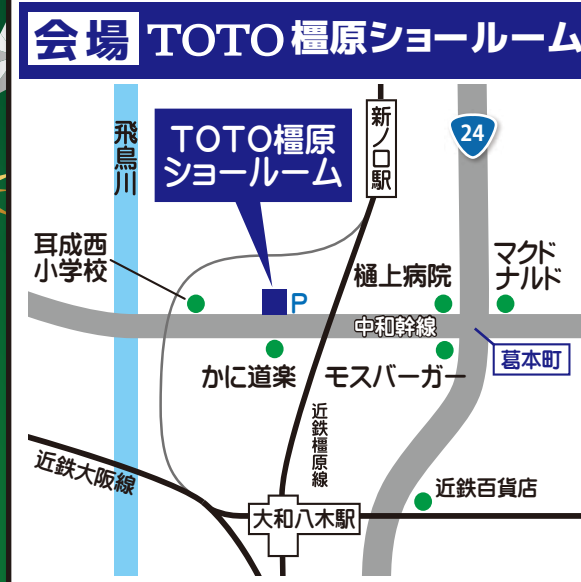 会場 TOTO橿原ショールーム
飛鳥川
TOTO橿原
ショールーム
新ノ口駅
24
耳成西
小学校
P
樋上病院
マクド
ナルド
中和幹線
かに道楽
モスバーガー
葛本町
近鉄橿原線
近鉄大阪線
大和八木駅
近鉄百貨店